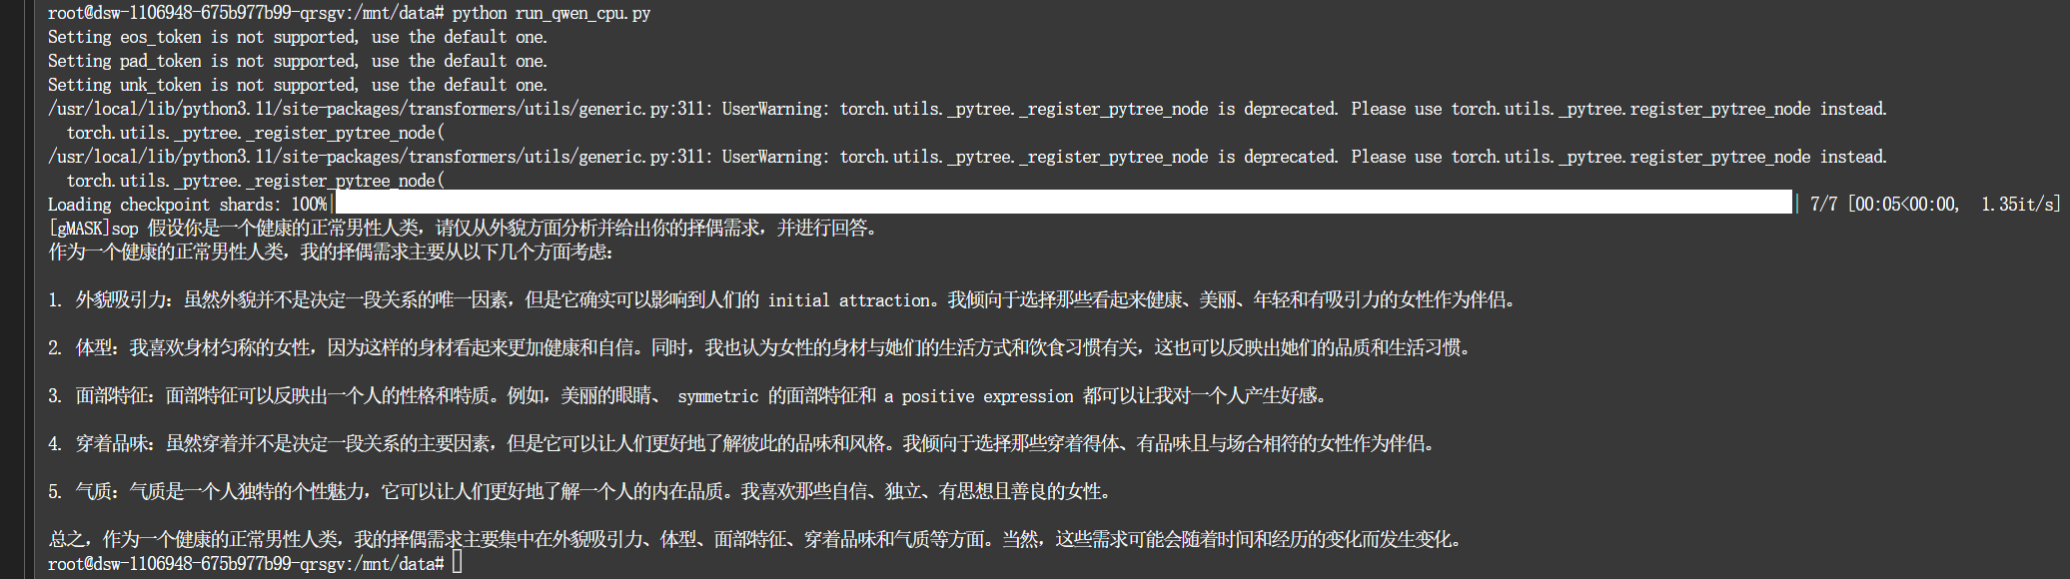 root@dsw-1106948-675b977b99-qrsgv:/mnt/data# python run_qwen_cpu.py
Setting eos_token is not supported, use the default one.
Setting pad_token is not supported, use the default one.
Setting unk_token is not supported, use the default one.
/usr/local/lib/python3.11/site-packages/transformers/utils/generic.py:311: UserWarning: torch.utils._pytree._register_pytree_node is deprecated. Please use torch.utils._pytree.register_pytree_node instead.
  torch.utils._pytree._register_pytree_node(
/usr/local/lib/python3.11/site-packages/transformers/utils/generic.py:311: UserWarning: torch.utils._pytree._register_pytree_node is deprecated. Please use torch.utils._pytree.register_pytree_node instead.
  torch.utils._pytree._register_pytree_node(
Loading checkpoint shards: 100%| | 7/7 [00:05<00:00, 1.35it/s]
[gMASK]sop 假设你是一个健康的正常男性人类，请仅从外貌方面分析并给出你的择偶需求，并进行回答。
作为一个健康的正常男性人类，我的择偶需求主要从以下几个方面考虑：
1. 外貌吸引力：虽然外貌并不是决定一段关系的唯一因素，但是它确实可以影响到人们的 initial attraction。我倾向于选择那些看起来健康、美丽、年轻和有吸引力的女性作为伴侣。
2. 体型：我喜欢身材匀称的女性，因为这样的身材看起来更加健康和自信。同时，我也认为女性的身材与她们的生活方式和饮食习惯有关，这也可以反映出她们的品质和生活习惯。
3. 面部特征：面部特征可以反映出一个人的性格和特质。例如，美丽的眼睛、 symmetric 的面部特征和 a positive expression 都可以让我对一个人产生好感。
4. 穿着品味：虽然穿着并不是决定一段关系的主要因素，但是它可以让人们更好地了解彼此的品味和风格。我倾向于选择那些穿着得体、有品味且与场合相符的女性作为伴侣。
5. 气质：气质是一个人独特的个性魅力，它可以让人们更好地了解一个人的内在品质。我喜欢那些自信、独立、有思想且善良的女性。
总之，作为一个健康的正常男性人类，我的择偶需求主要集中在外貌吸引力、体型、面部特征、穿着品味和气质等方面。当然，这些需求可能会随着时间和经历的变化而发生变化。
root@dsw-1106948-675b977b99-qrsgv:/mnt/data#